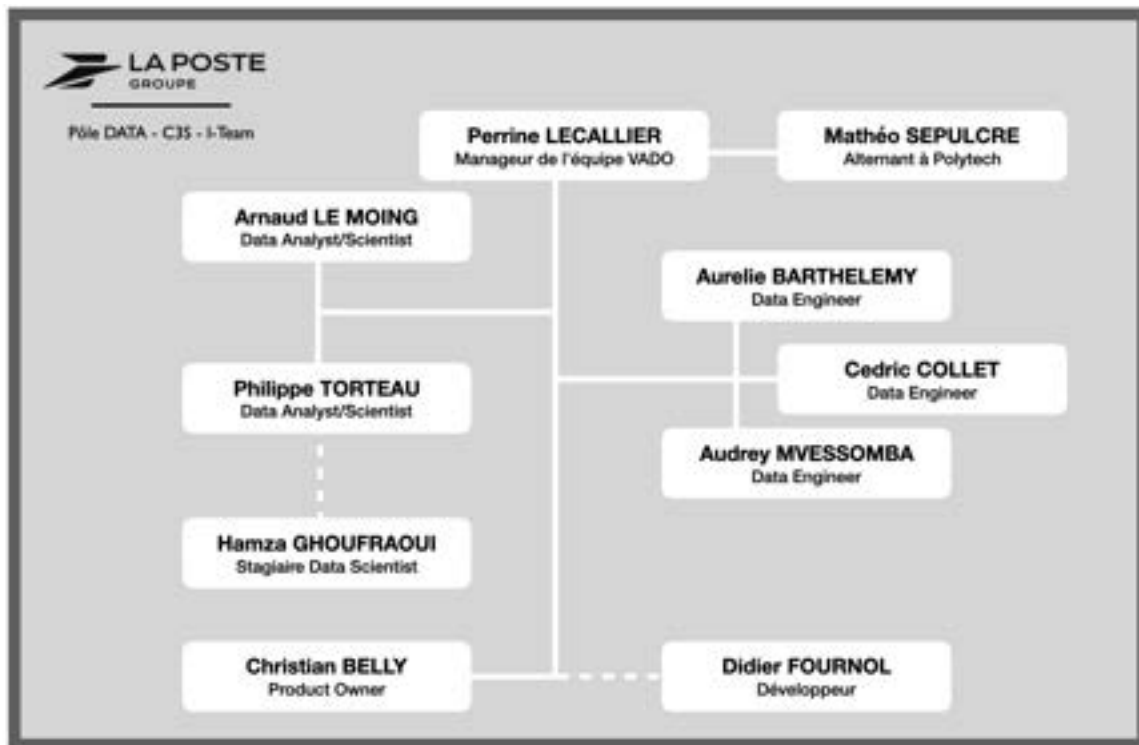 LA POSTE
GROUPE
Pôle DATA - C3S - I-Team
Perrine LECALLIER
Manageur de l'équipe VADO
Mathéo SEPULCRE
Alternant à Polytech
Arnaud LE MOING
Data Analyst/Scientist
Aurelie BARTHELEMY
Data Engineer
Cedric COLLET
Data Engineer
Philippe TORTEAU
Data Analyst/Scientist
Audrey MVESSOMBA
Data Engineer
Hamza GHOUFRAOUI
Stagiaire Data Scientist
Christian BELLY
Product Owner
Didier FOURNOL
Développeur